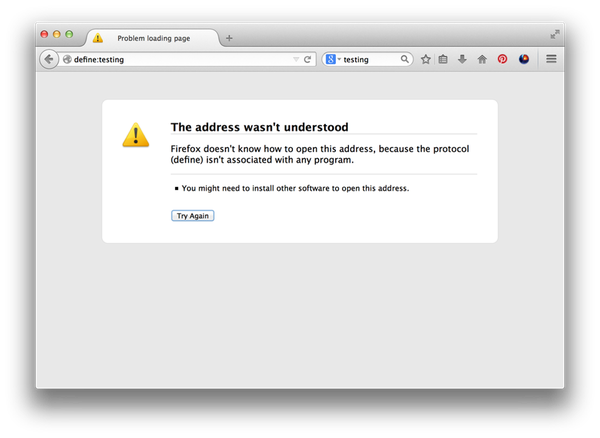 Problem loading page
define:testing
testing
The address wasn't understood
Firefox doesn't know how to open this address, because the protocol
(define) isn't associated with any program.
You might need to install other software to open this address.
Try Again